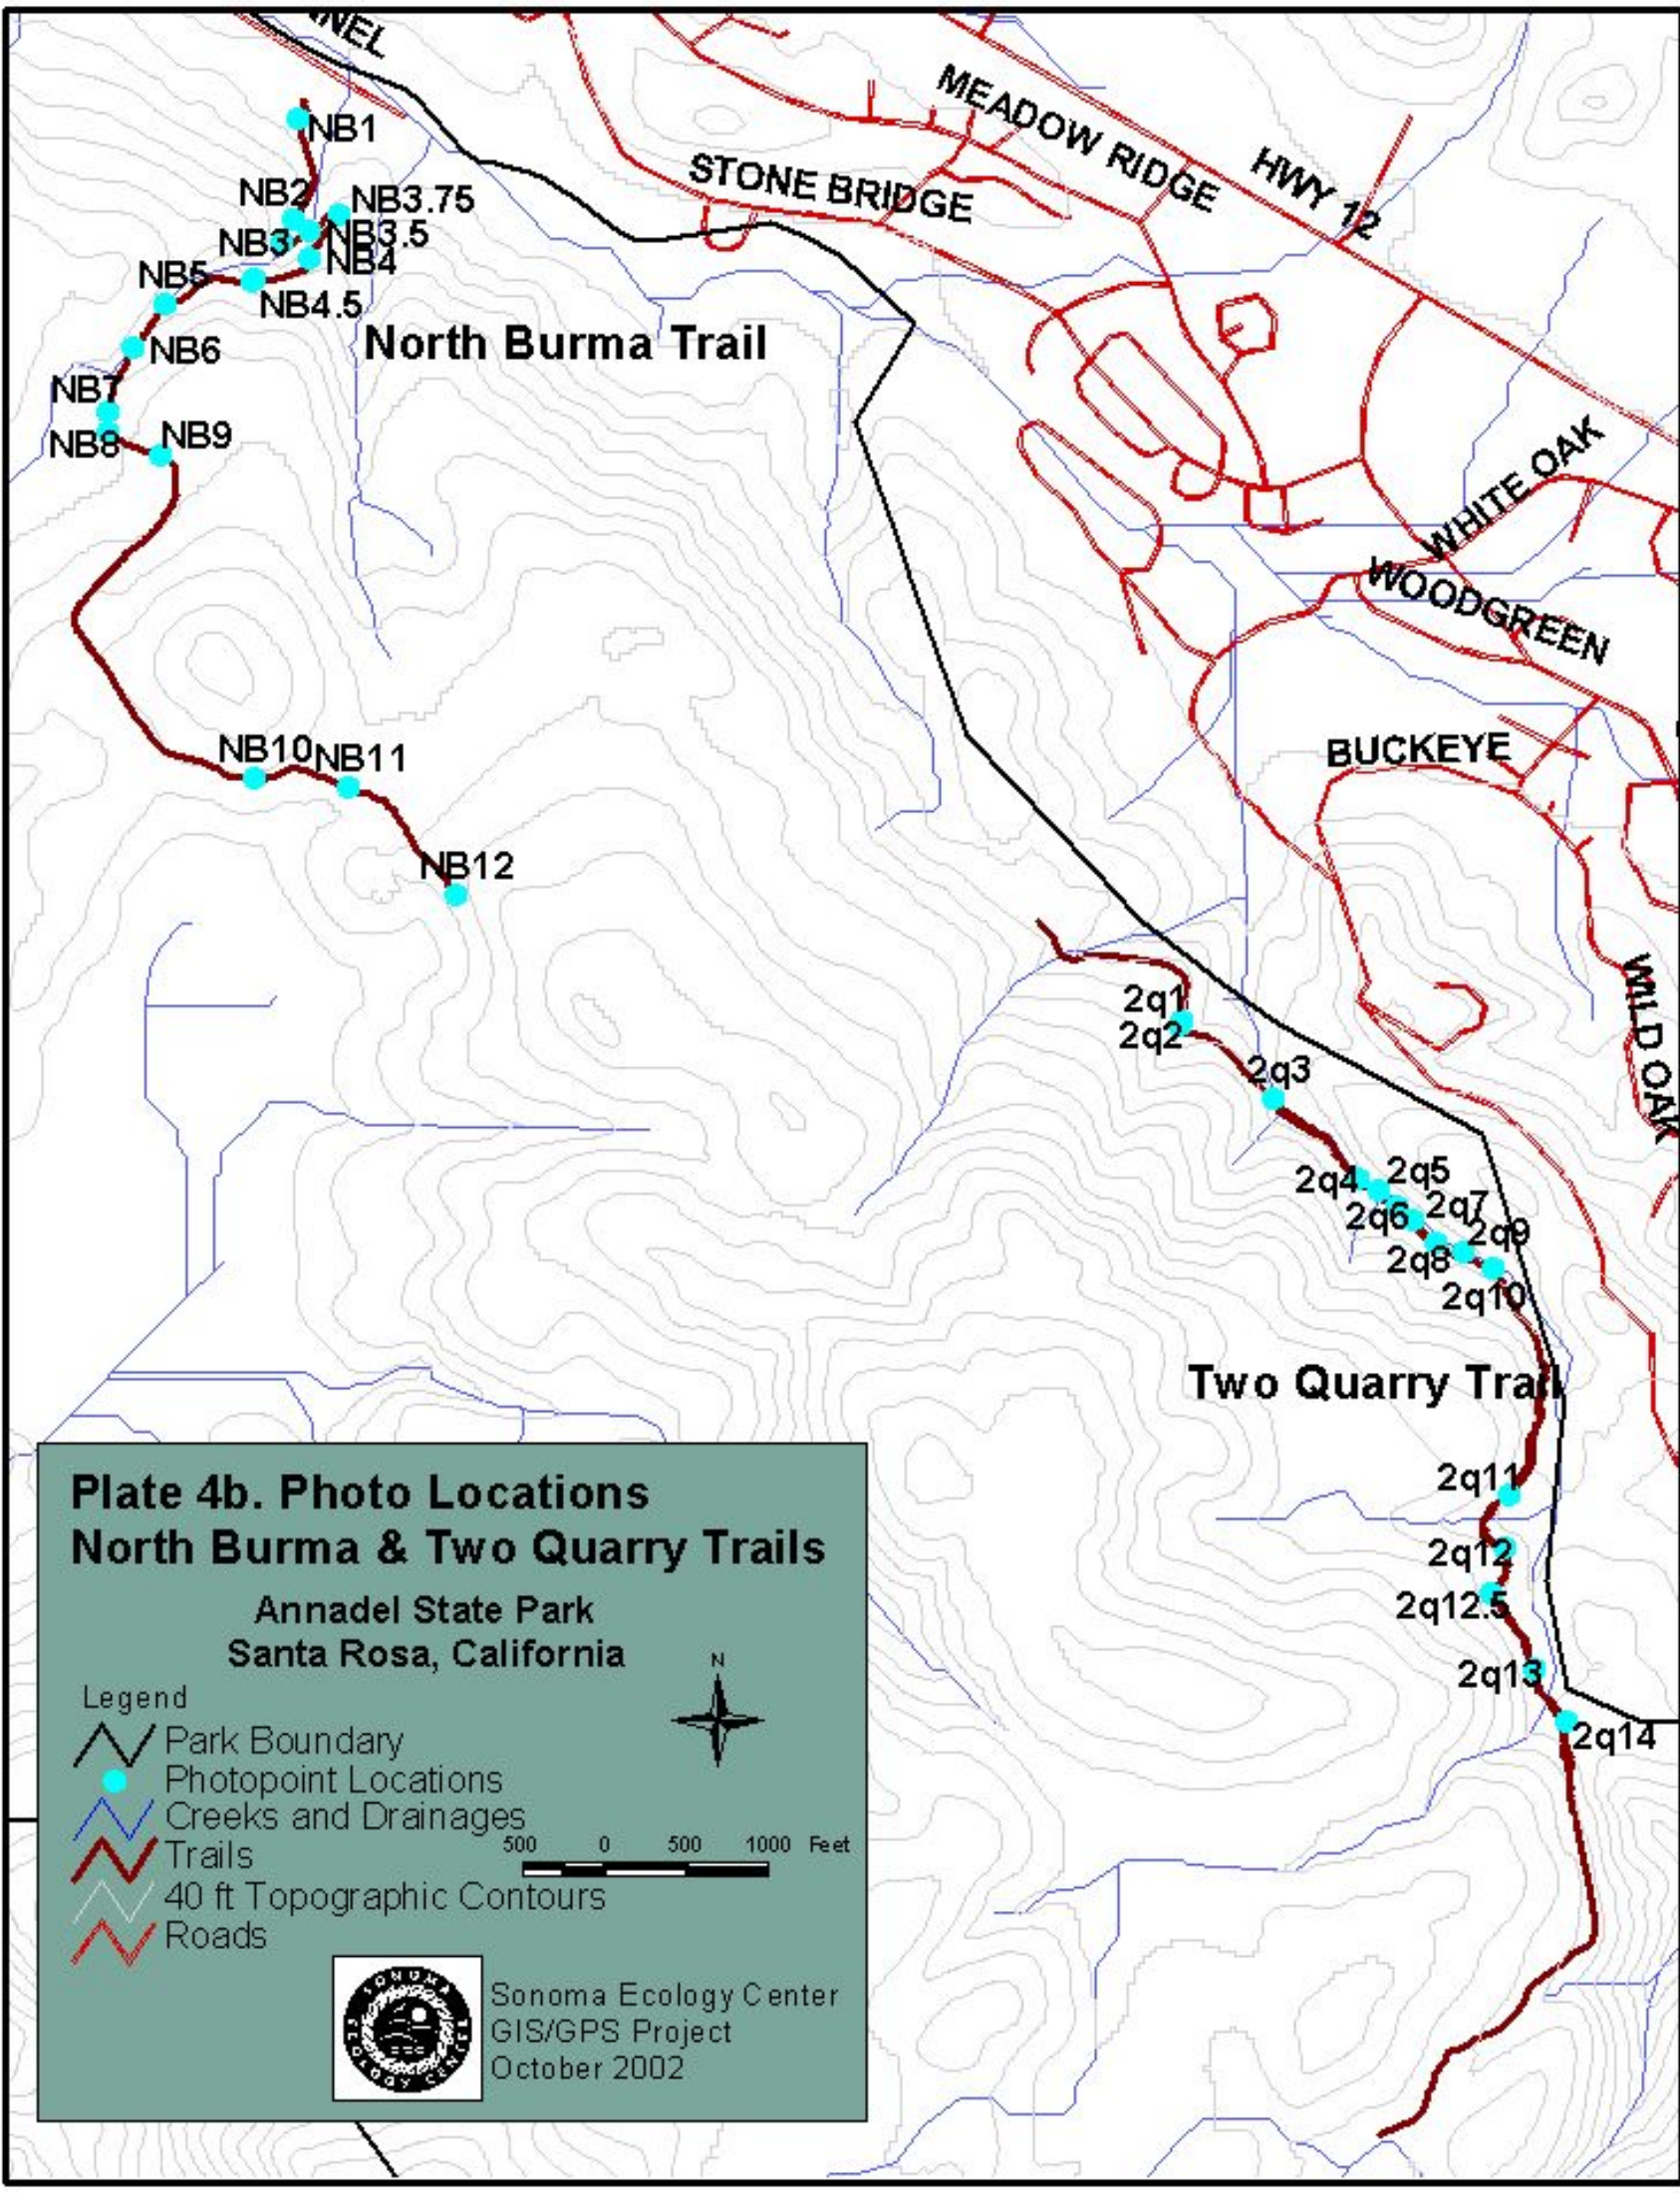 NEL
NB1
NB2
NB3.75
NB3
NB3.5
NB4
NB5
NB4.5
NB6
NB7
NB8
NB9
North Burma Trail
NB10
NB11
NB12
STONE BRIDGE
MEADOW RIDGE
HWY 12
WHITE OAK
WOODGREEN
BUCKEYE
WILD OAK
2q1
2q2
2q3
2q4
2q5
2q6
2q7
2q8
2q9
2q10
Two Quarry Trail
2q11
2q12
2q12.5
2q13
2q14
Plate 4b. Photo Locations
North Burma & Two Quarry Trails
Annadel State Park
Santa Rosa, California
N
Legend
Park Boundary
Photopoint Locations
Creeks and Drainages
Trails
500 0 500 1000 Feet
40 ft Topographic Contours
Roads
SONOMA ECOLOGY CENTER
Sonoma Ecology Center
GIS/GPS Project
October 2002